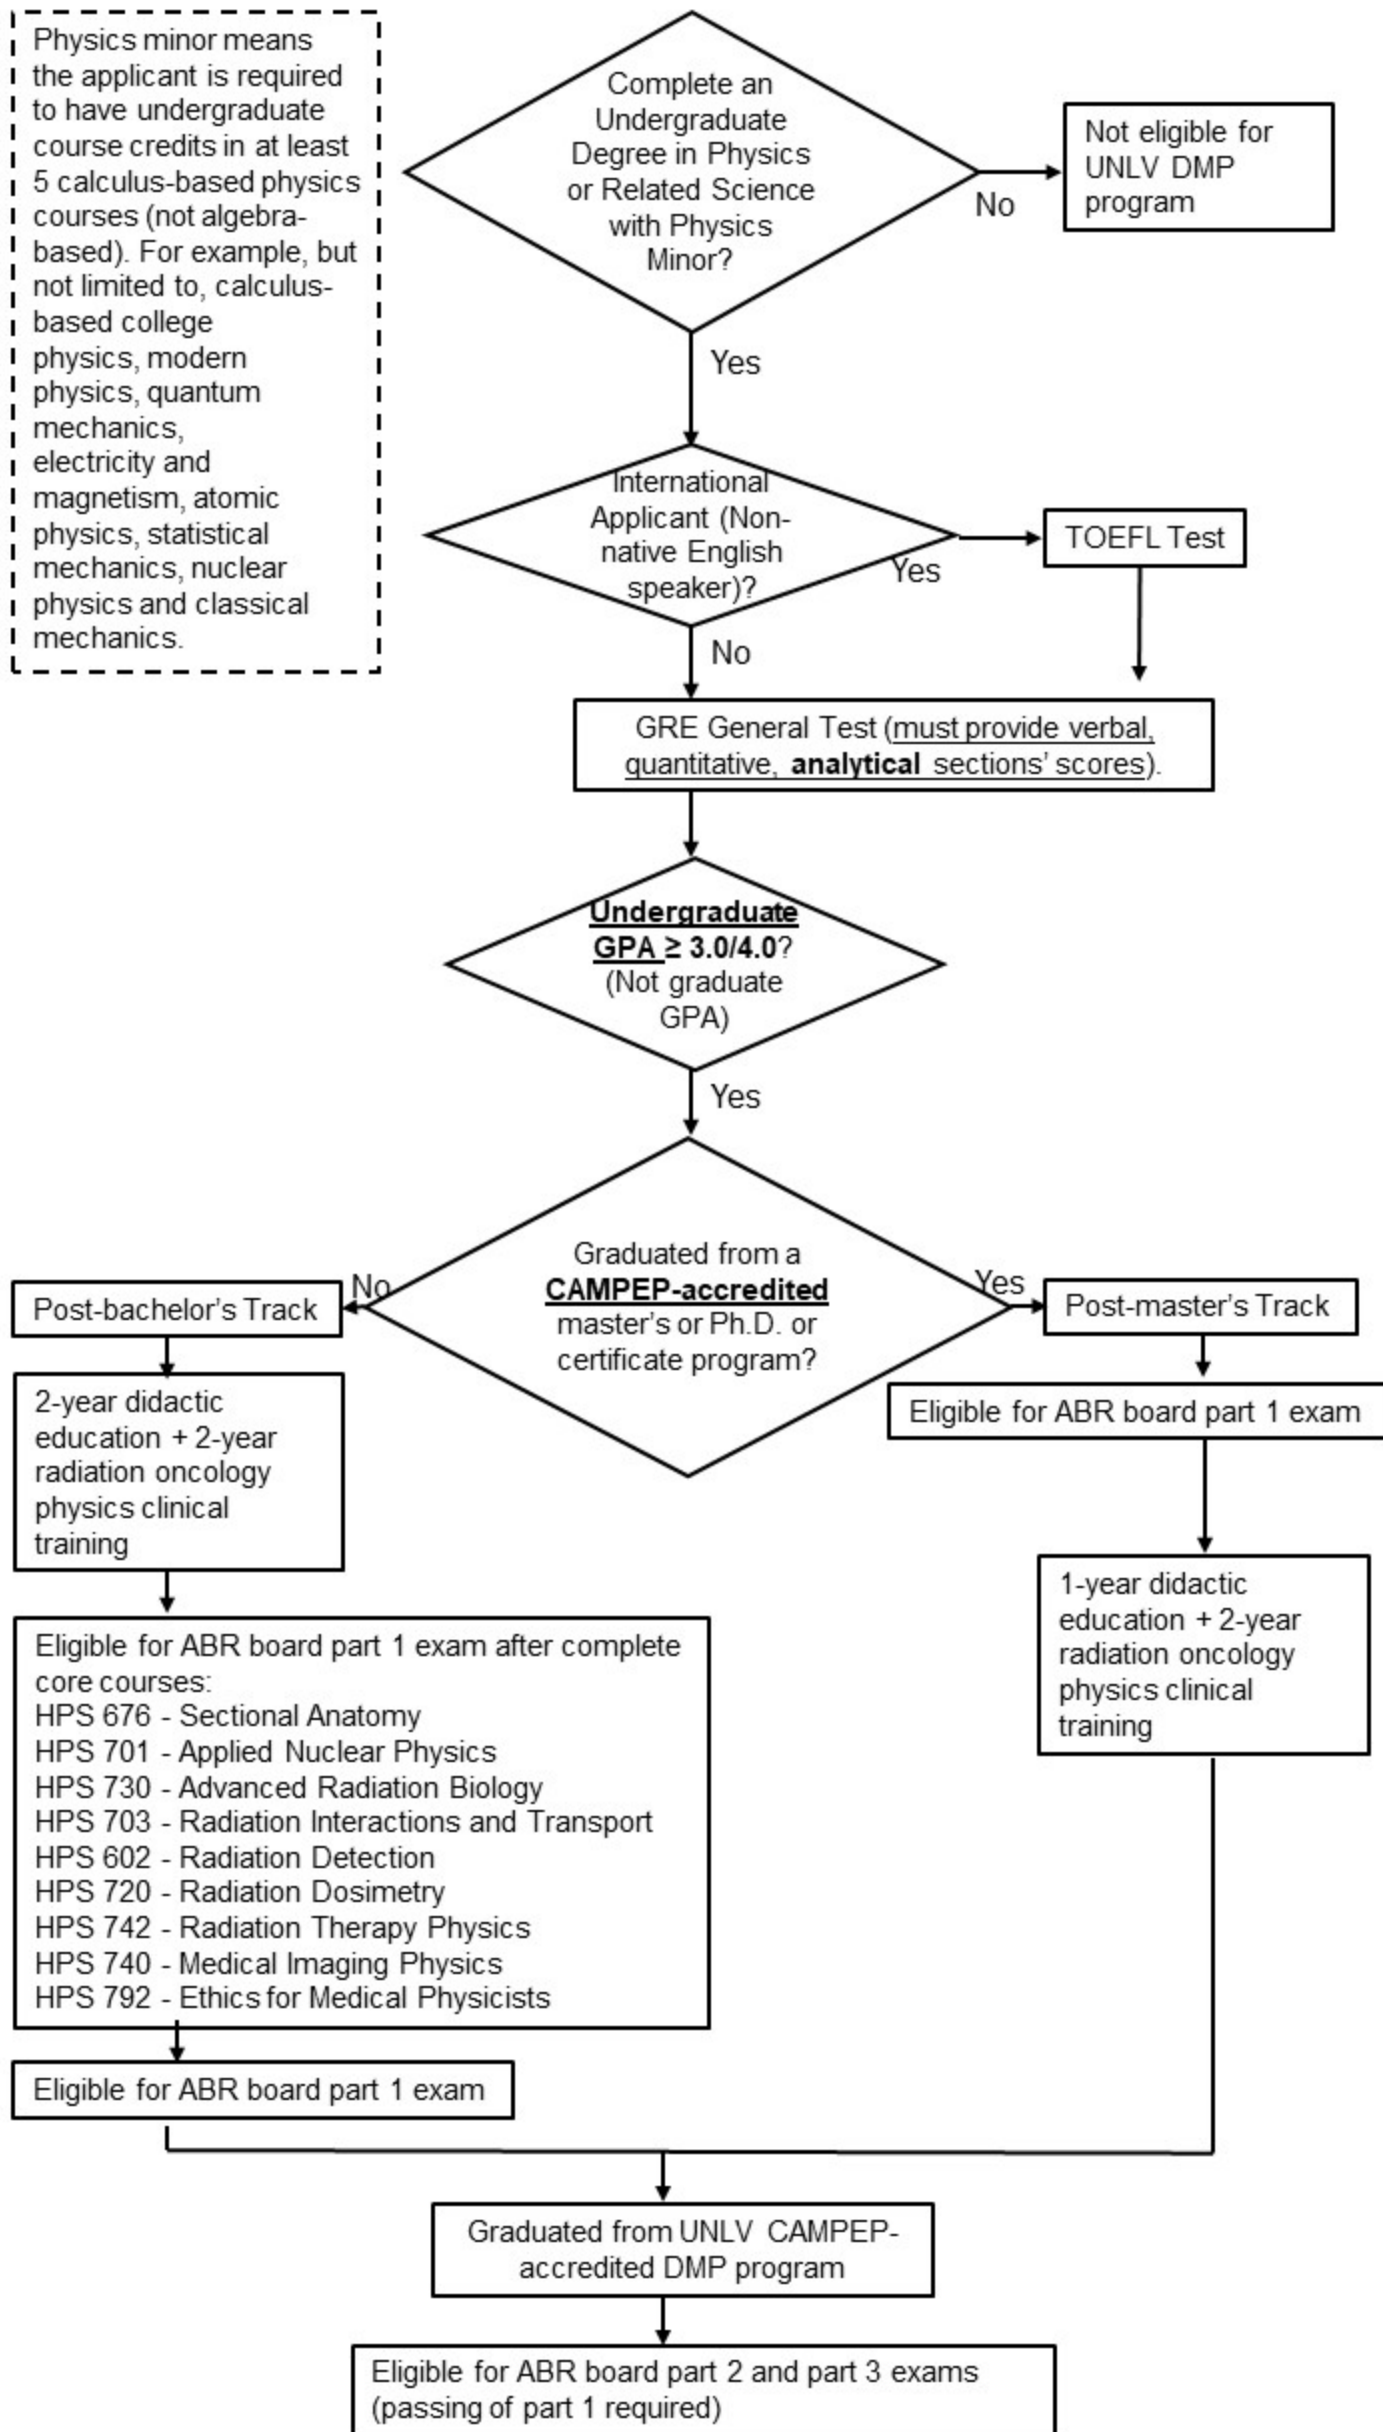 Physics minor means
the applicant is required
to have undergraduate
course credits in at least
5 calculus-based physics
courses (not algebra-
based). For example, but
not limited to, calculus-
based college
physics, modern
physics, quantum
mechanics,
electricity and
magnetism, atomic
physics, statistical
mechanics, nuclear
physics and classical
mechanics.
Complete an
Undergraduate
Degree in Physics
or Related Science
with Physics
Minor?
No
Not eligible for
UNLV DMP
program
Yes
International
Applicant (Non-
native English
speaker)?
Yes
TOEFL Test
No
GRE General Test (must provide verbal,
quantitative, analytical sections' scores).
Undergraduate
GPA ≥ 3.0/4.0?
(Not graduate
GPA)
Yes
Graduated from a
CAMPEP-accredited
master's or Ph.D. or
certificate program?
No
Post-bachelor's Track
2-year didactic
education + 2-year
radiation oncology
physics clinical
training
Eligible for ABR board part 1 exam after complete
core courses:
HPS 676 - Sectional Anatomy
HPS 701 - Applied Nuclear Physics
HPS 730 - Advanced Radiation Biology
HPS 703 - Radiation Interactions and Transport
HPS 602 - Radiation Detection
HPS 720 - Radiation Dosimetry
HPS 742 - Radiation Therapy Physics
HPS 740 - Medical Imaging Physics
HPS 792 - Ethics for Medical Physicists
Eligible for ABR board part 1 exam
Yes
Post-master's Track
Eligible for ABR board part 1 exam
1-year didactic
education + 2-year
radiation oncology
physics clinical
training
Graduated from UNLV CAMPEP-
accredited DMP program
Eligible for ABR board part 2 and part 3 exams
(passing of part 1 required)